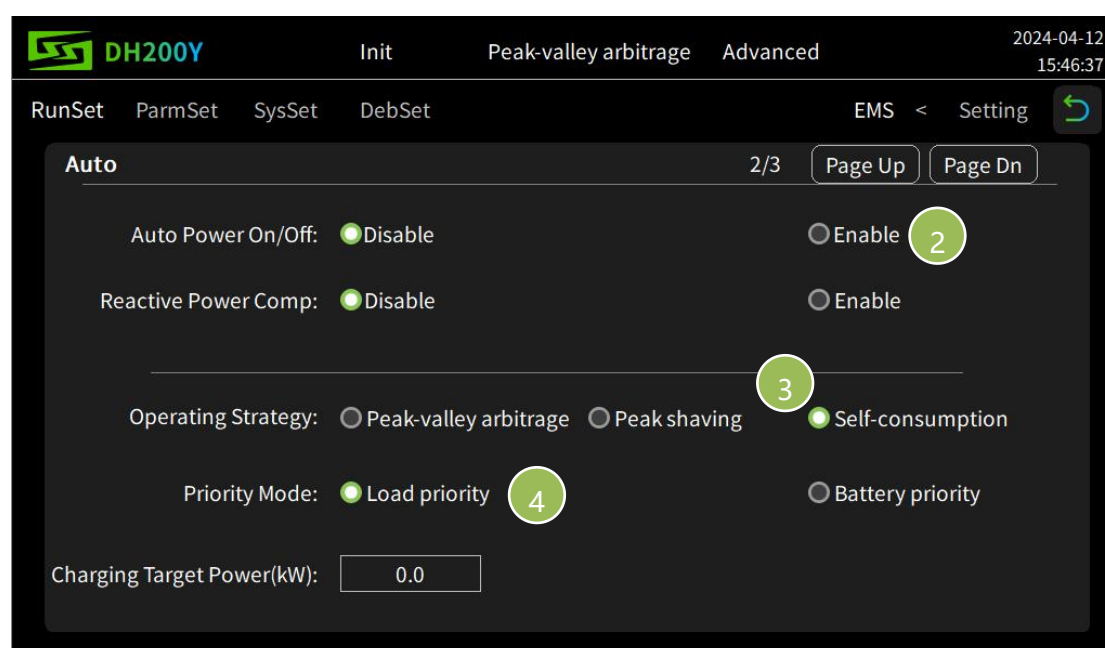 DH200Y Init Peak-valley arbitrage Advanced 2024-04-12
15:46:37
RunSet ParmSet SysSet DebSet EMS < Setting
Auto 2/3 Page Up Page Dn
Auto Power On/Off: Disable Enable 2
Reactive Power Comp: Disable Enable
3
Operating Strategy: Peak-valley arbitrage Peak shaving Self-consumption
Priority Mode: Load priority 4 Battery priority
Charging Target Power(kW): 0.0